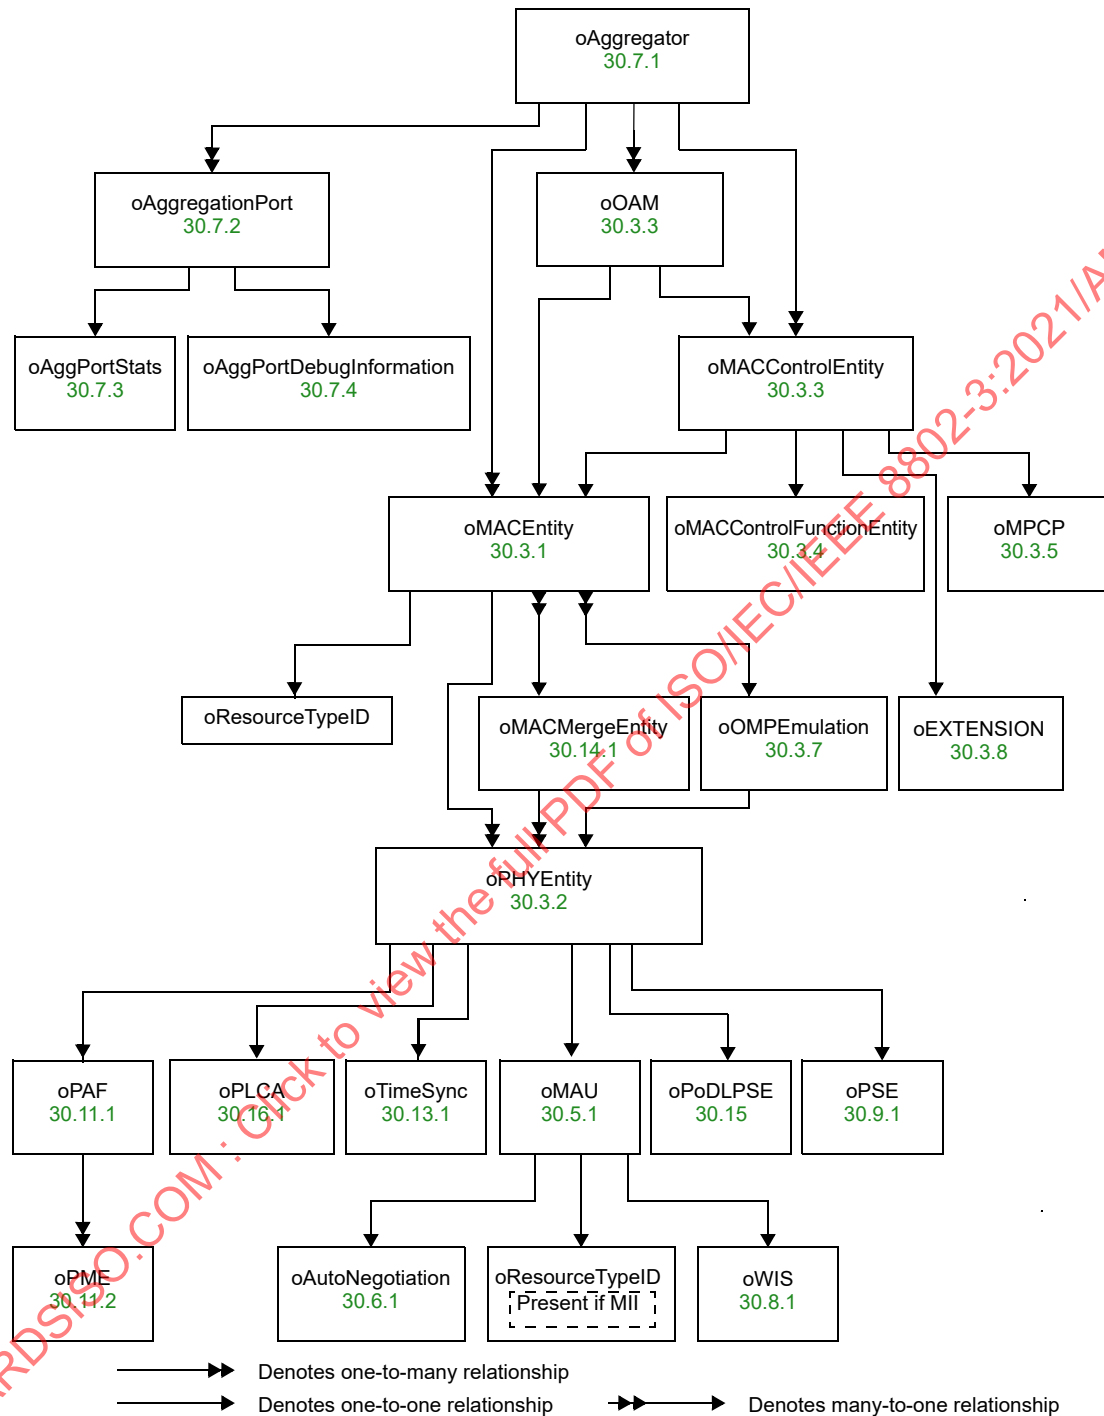 oAggregator
30.7.1
oAggregationPort
30.7.2
oOAM
30.3.3
oAggPortStats
30.7.3
oAggPortDebugInformation
30.7.4
oMACControlEntity
30.3.3
oMACEntity
30.3.1
oMACControlFunctionEntity
30.3.4
oMPCP
30.3.5
oResourceTypeID
oMACMergeEntity
30.14.1
oOMPEmulation
30.3.7
oEXTENSION
30.3.8
oPHYEntity
30.3.2
oPAF
30.11.1
oPLCA
30.16.1
oTimeSync
30.13.1
oMAU
30.5.1
oPoDLPSE
30.15
oPSE
30.9.1
oPME
30.11.2
oAutoNegotiation
30.6.1
oResourceTypeID
Present if MII
oWIS
30.8.1
Denotes one-to-many relationship
Denotes one-to-one relationship
Denotes many-to-one relationship
ARDSISO.COM : Click to view the full PDF of ISO/IEC/IEEE 8802-3:2021/A